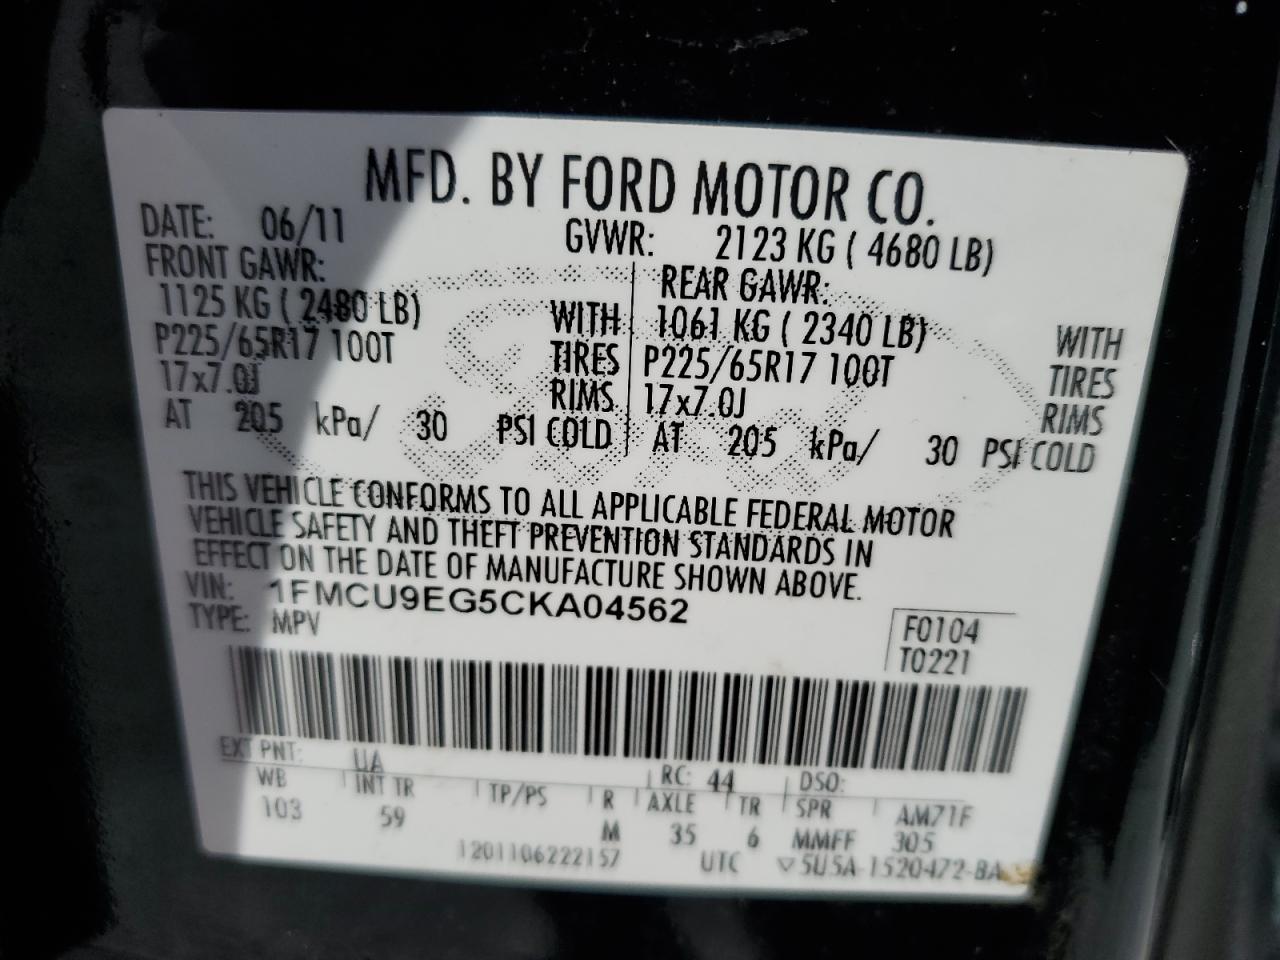 MFD. BY FORD MOTOR CO.
DATE: 06/11 GVWR: 2123 KG ( 4680 LB)
FRONT GAWR: REAR GAWR:
1125 KG ( 2480 LB) WITH 1061 KG ( 2340 LB) WITH
P225/65R17 100T TIRES P225/65R17 100T TIRES
17x7.0J RIMS 17x7.0J RIMS
AT 205 kPa/ 30 PSI COLD AT 205 kPa/ 30 PSI COLD
THIS VEHICLE CONFORMS TO ALL APPLICABLE FEDERAL MOTOR
VEHICLE SAFETY AND THEFT PREVENTION STANDARDS IN
EFFECT ON THE DATE OF MANUFACTURE SHOWN ABOVE.
VIN: 1FMCU9EG5CKA04562
TYPE: MPV
F0104
T0221
EXT PNT: UA RC: 44 DSO:
WB INT TR TP/PS R AXLE TR SPR AM71F
103 59 M 35 6 MMFF 305
1201106222157 UTC ▽5U5A-1520472-BA